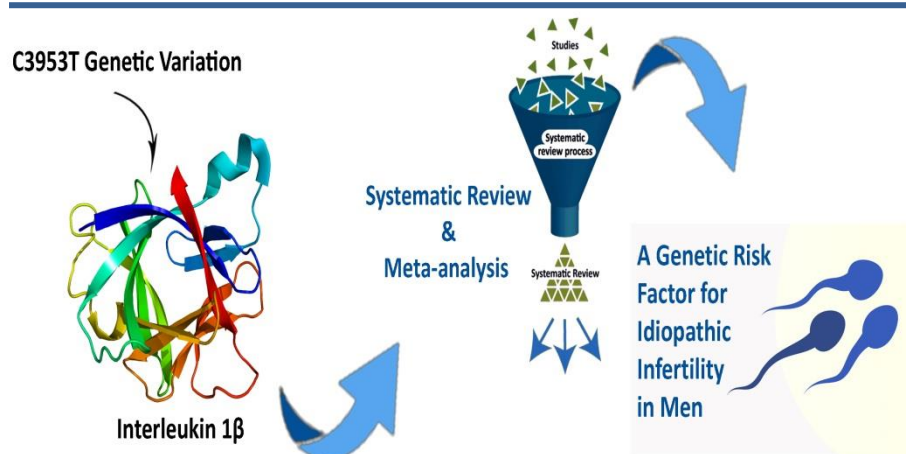 C3953T Genetic Variation
Interleukin 1β
Systematic Review
&
Meta-analysis
Studies
Systematic
review process
Systematic Review
A Genetic Risk
Factor for
Idiopathic
Infertility
in Men